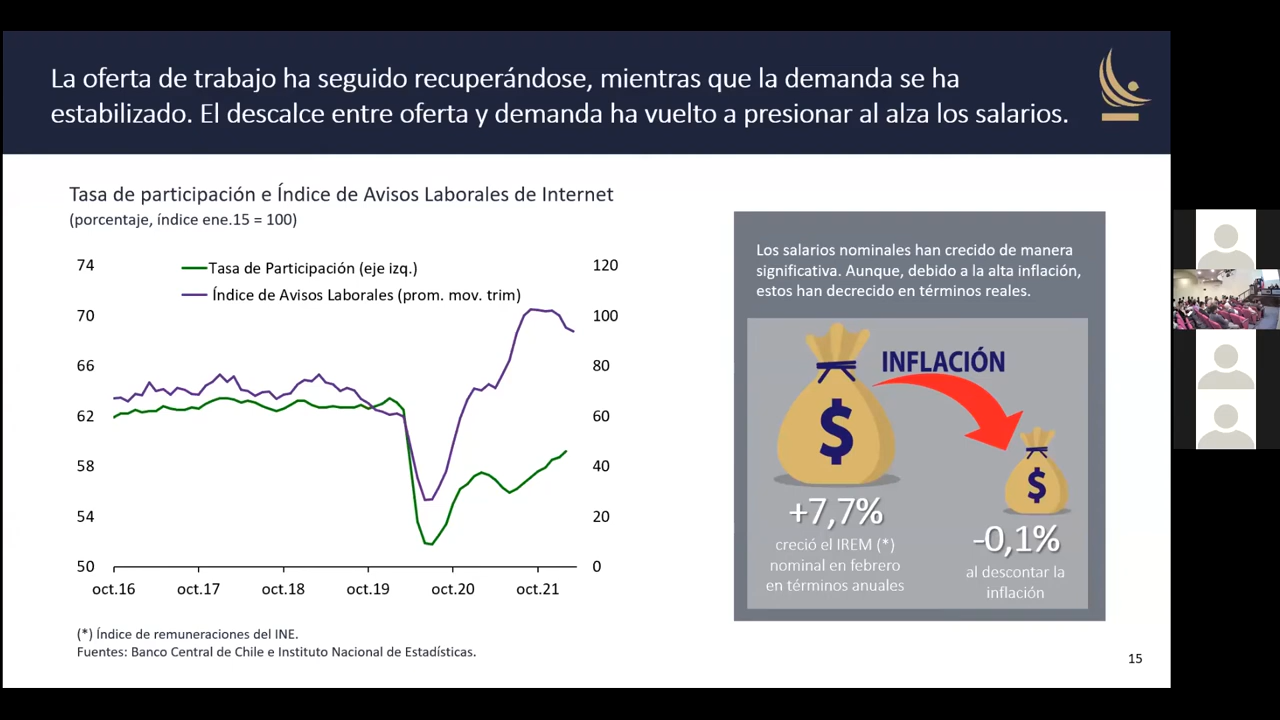 La oferta de trabajo ha seguido recuperándose, mientras que la demanda se ha
estabilizado. El descalce entre oferta y demanda ha vuelto a presionar al alza los salarios.
Tasa de participación e Índice de Avisos Laborales de Internet
(porcentaje, índice ene.15 = 100)
74
70
66
62
58
54
50
Tasa de Participación (eje izq.)
Índice de Avisos Laborales (prom. mov. trim)
120
100
80
60
40
20
0
oct.16 oct.17 oct.18 oct.19 oct.20 oct.21
(*) Índice de remuneraciones del INE.
Fuentes: Banco Central de Chile e Instituto Nacional de Estadísticas.
Los salarios nominales han crecido de manera
significativa. Aunque, debido a la alta inflación,
estos han decrecido en términos reales.
INFLACIÓN
$
$
+7,7%
creció el IREM (*)
nominal en febrero
en términos anuales
-0,1%
al descontar la
inflación
15